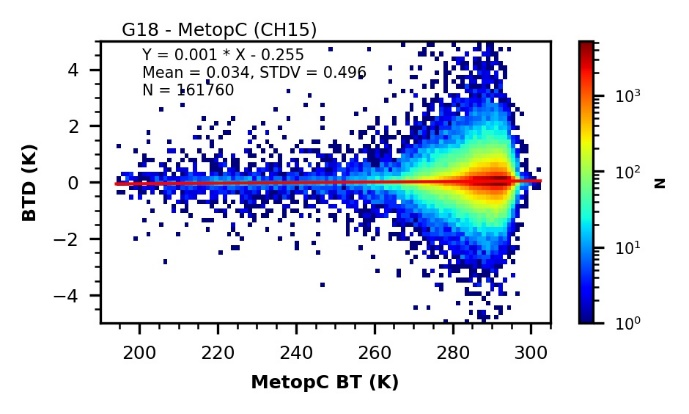 G18 - MetopC (CH15)
Y = 0.001 * X - 0.255
Mean = 0.034, STDV = 0.496
N = 161760
4
2
0
−2
−4
BTD (K)
200 220 240 260 280 300
MetopC BT (K)
10³
10²
10¹
10⁰
N